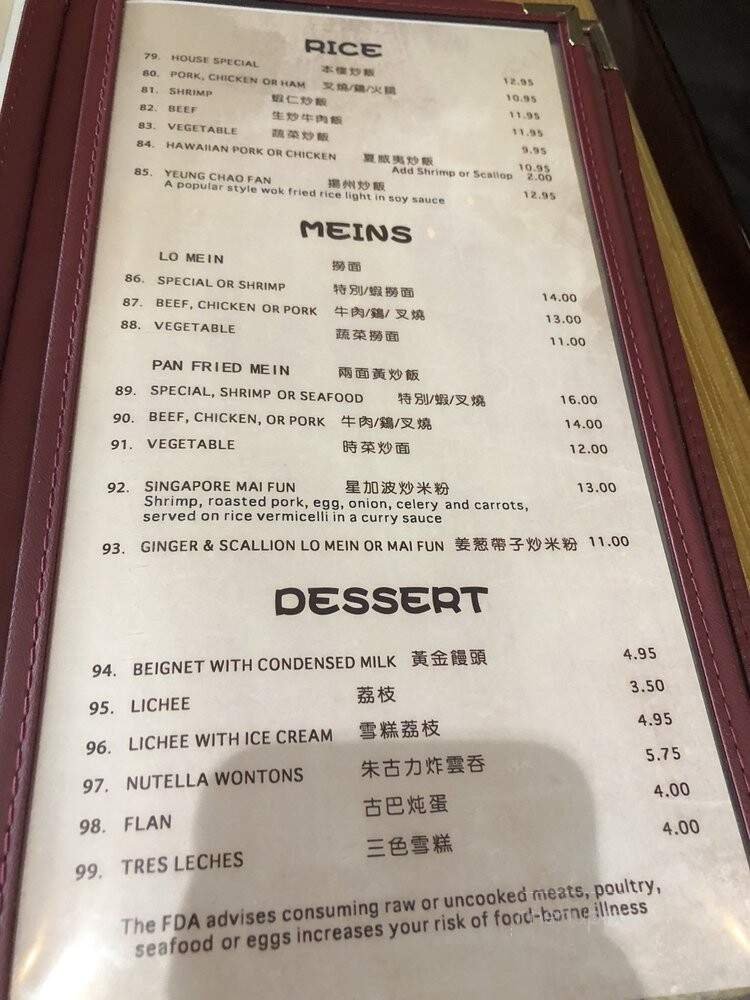 RICE
79. HOUSE SPECIAL 本樓炒飯 12.95
80. PORK, CHICKEN OR HAM 叉燒/鷄/火腿 10.95
81. SHRIMP 蝦仁炒飯 11.95
82. BEEF 生炒牛肉飯 11.95
83. VEGETABLE 蔬菜炒飯 9.95
84. HAWAIIAN PORK OR CHICKEN 夏威夷炒飯 10.95
Add Shrimp or Scallop 2.00
85. YEUNG CHAO FAN 揚州炒飯 12.95
A popular style wok fried rice light in soy sauce
MEINS
LO MEIN 撈面
86. SPECIAL OR SHRIMP 特別/蝦撈面 14.00
87. BEEF, CHICKEN OR PORK 牛肉/鷄/ 叉燒 13.00
88. VEGETABLE 蔬菜撈面 11.00
PAN FRIED MEIN 兩面黃炒飯
89. SPECIAL, SHRIMP OR SEAFOOD 特別/蝦/叉燒 16.00
90. BEEF, CHICKEN, OR PORK 牛肉/鷄/叉燒 14.00
91. VEGETABLE 時菜炒面 12.00
92. SINGAPORE MAI FUN 星加波炒米粉 13.00
Shrimp, roasted pork, egg, onion, celery and carrots,
served on rice vermicelli in a curry sauce
93. GINGER & SCALLION LO MEIN OR MAI FUN 姜葱帶子炒米粉 11.00
DESSERT
94. BEIGNET WITH CONDENSED MILK 黃金饅頭 4.95
95. LICHEE 荔枝 3.50
96. LICHEE WITH ICE CREAM 雪糕荔枝 4.95
97. NUTELLA WONTONS 朱古力炸雲吞 5.75
98. FLAN 古巴炖蛋 4.00
99. TRES LECHES 三色雪糕 4.00
The FDA advises consuming raw or uncooked meats, poultry,
seafood or eggs increases your risk of food-borne illness